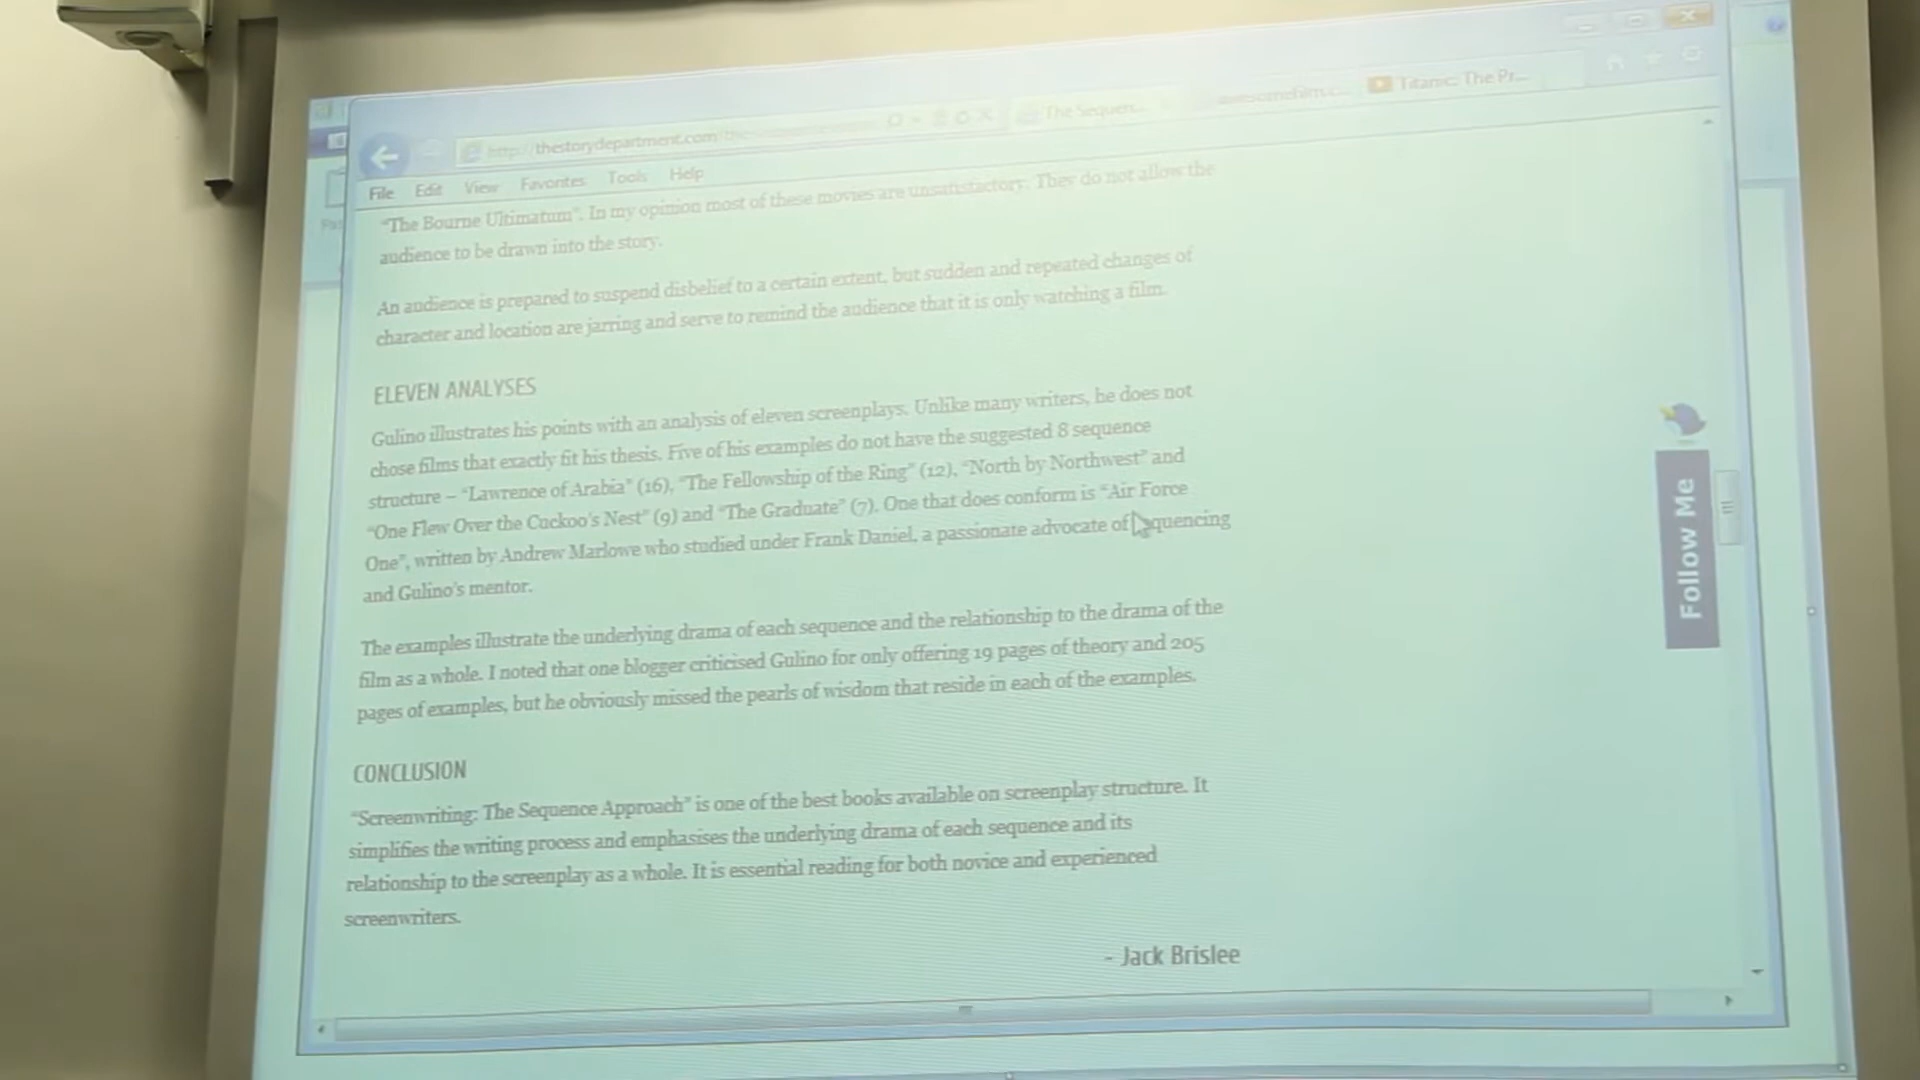 http://thestorydepartment.com
The Sequen...
Titanic: The Pr...
File Edit View Favorites Tools Help
"The Bourne Ultimatum". In my opinion most of these movies are unsatisfactory. They do not allow the
audience to be drawn into the story.
An audience is prepared to suspend disbelief to a certain extent, but sudden and repeated changes of
character and location are jarring and serve to remind the audience that it is only watching a film.
ELEVEN ANALYSES
Gulino illustrates his points with an analysis of eleven screenplays. Unlike many writers, he does not
chose films that exactly fit his thesis. Five of his examples do not have the suggested 8 sequence
structure – "Lawrence of Arabia" (16), "The Fellowship of the Ring" (12), "North by Northwest" and
"One Flew Over the Cuckoo's Nest" (9) and "The Graduate" (7). One that does conform is "Air Force
One", written by Andrew Marlowe who studied under Frank Daniel, a passionate advocate of sequencing
and Gulino's mentor.
The examples illustrate the underlying drama of each sequence and the relationship to the drama of the
film as a whole. I noted that one blogger criticised Gulino for only offering 19 pages of theory and 205
pages of examples, but he obviously missed the pearls of wisdom that reside in each of the examples.
CONCLUSION
"Screenwriting: The Sequence Approach" is one of the best books available on screenplay structure. It
simplifies the writing process and emphasises the underlying drama of each sequence and its
relationship to the screenplay as a whole. It is essential reading for both novice and experienced
screenwriters.
- Jack Brislee
Follow Me